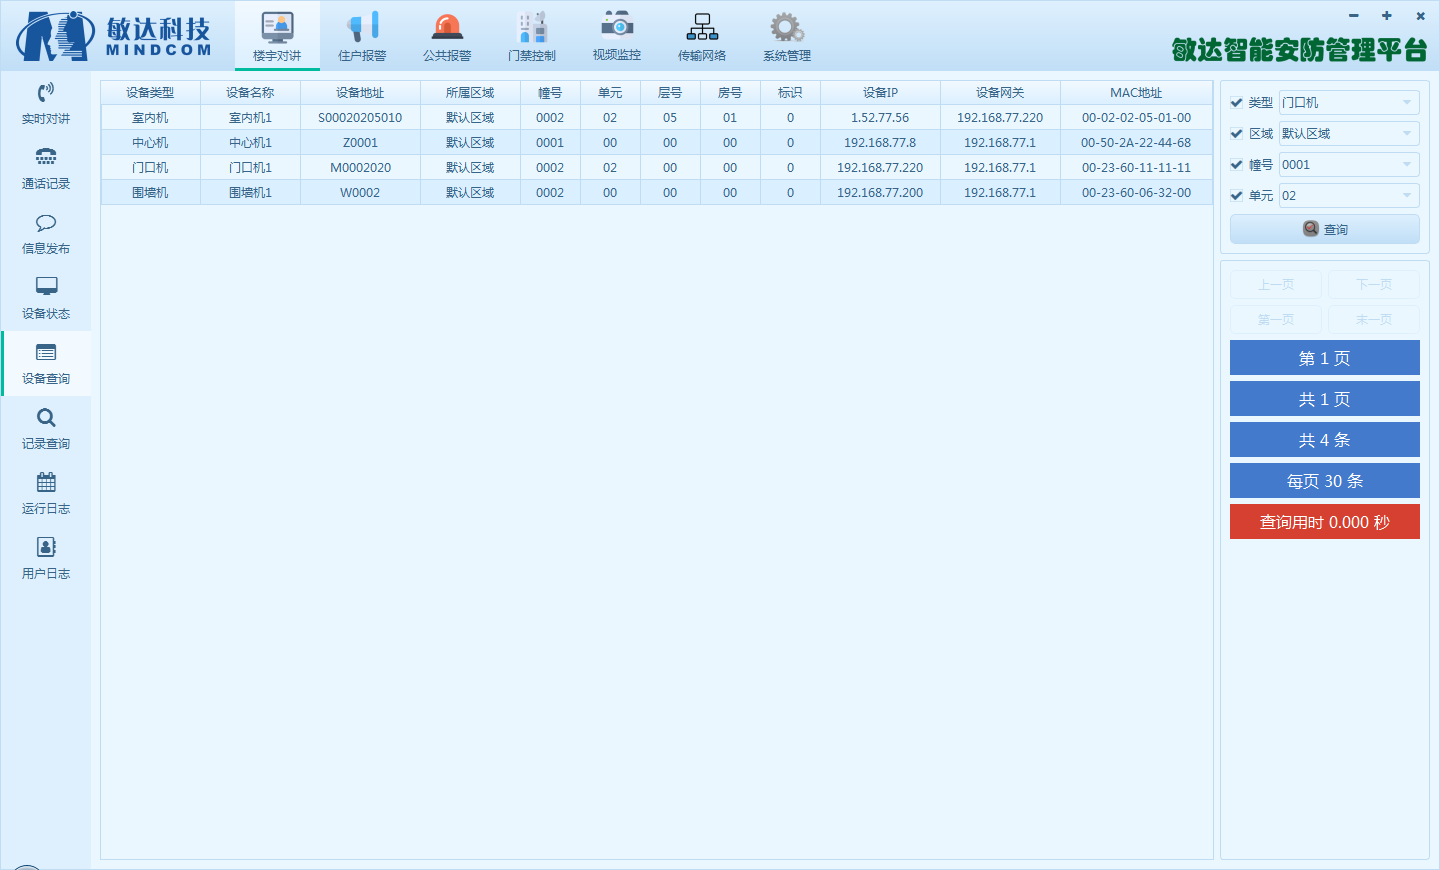 敏达科技
MINDCOM
楼宇对讲 住户报警 公共报警 门禁控制 视频监控 传输网络 系统管理
敏达智能安防管理平台
实时对讲
通话记录
信息发布
设备状态
设备查询
记录查询
运行日志
用户日志
设备类型 设备名称 设备地址 所属区域 幢号 单元 层号 房号 标识 设备IP 设备网关 MAC地址
室内机 室内机1 S00020205010 默认区域 0002 02 05 01 0 1.52.77.56 192.168.77.220 00-02-02-05-01-00
中心机 中心机1 Z0001 默认区域 0001 00 00 00 0 192.168.77.8 192.168.77.1 00-50-2A-22-44-68
门口机 门口机1 M0002020 默认区域 0002 02 00 00 0 192.168.77.220 192.168.77.1 00-23-60-11-11-11
围墙机 围墙机1 W0002 默认区域 0002 00 00 00 0 192.168.77.200 192.168.77.1 00-23-60-06-32-00
类型 门口机
区域 默认区域
幢号 0001
单元 02
查询
上一页 下一页
第一页 末一页
第 1 页
共 1 页
共 4 条
每页 30 条
查询用时 0.000 秒